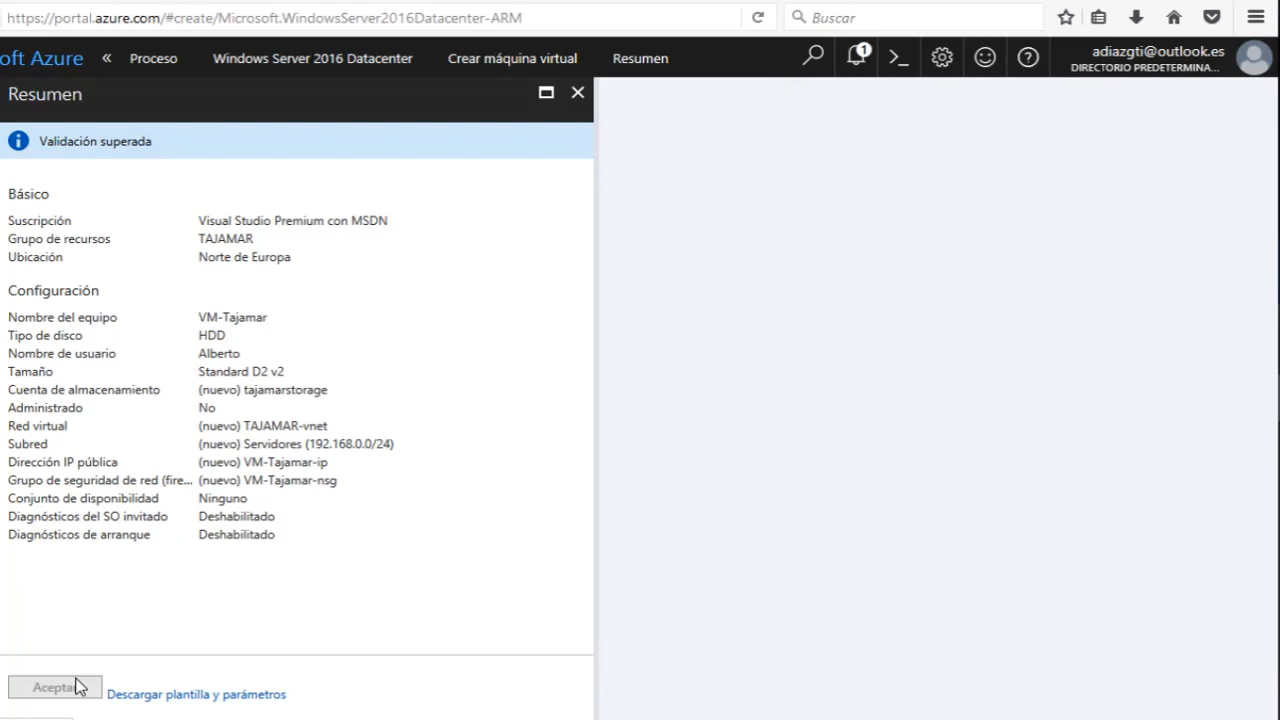 https://portal.azure.com/#create/Microsoft.WindowsServer2016Datacenter-ARM
Buscar
oft Azure « Proceso Windows Server 2016 Datacenter Crear máquina virtual Resumen
1
adiazgti@outlook.es
DIRECTORIO PREDETERMINA...
Resumen
Validación superada
Básico
Suscripción Visual Studio Premium con MSDN
Grupo de recursos TAJAMAR
Ubicación Norte de Europa
Configuración
Nombre del equipo VM-Tajamar
Tipo de disco HDD
Nombre de usuario Alberto
Tamaño Standard D2 v2
Cuenta de almacenamiento (nuevo) tajamarstorage
Administrado No
Red virtual (nuevo) TAJAMAR-vnet
Subred (nuevo) Servidores (192.168.0.0/24)
Dirección IP pública (nuevo) VM-Tajamar-ip
Grupo de seguridad de red (fire... (nuevo) VM-Tajamar-nsg
Conjunto de disponibilidad Ninguno
Diagnósticos del SO invitado Deshabilitado
Diagnósticos de arranque Deshabilitado
Aceptar
Descargar plantilla y parámetros